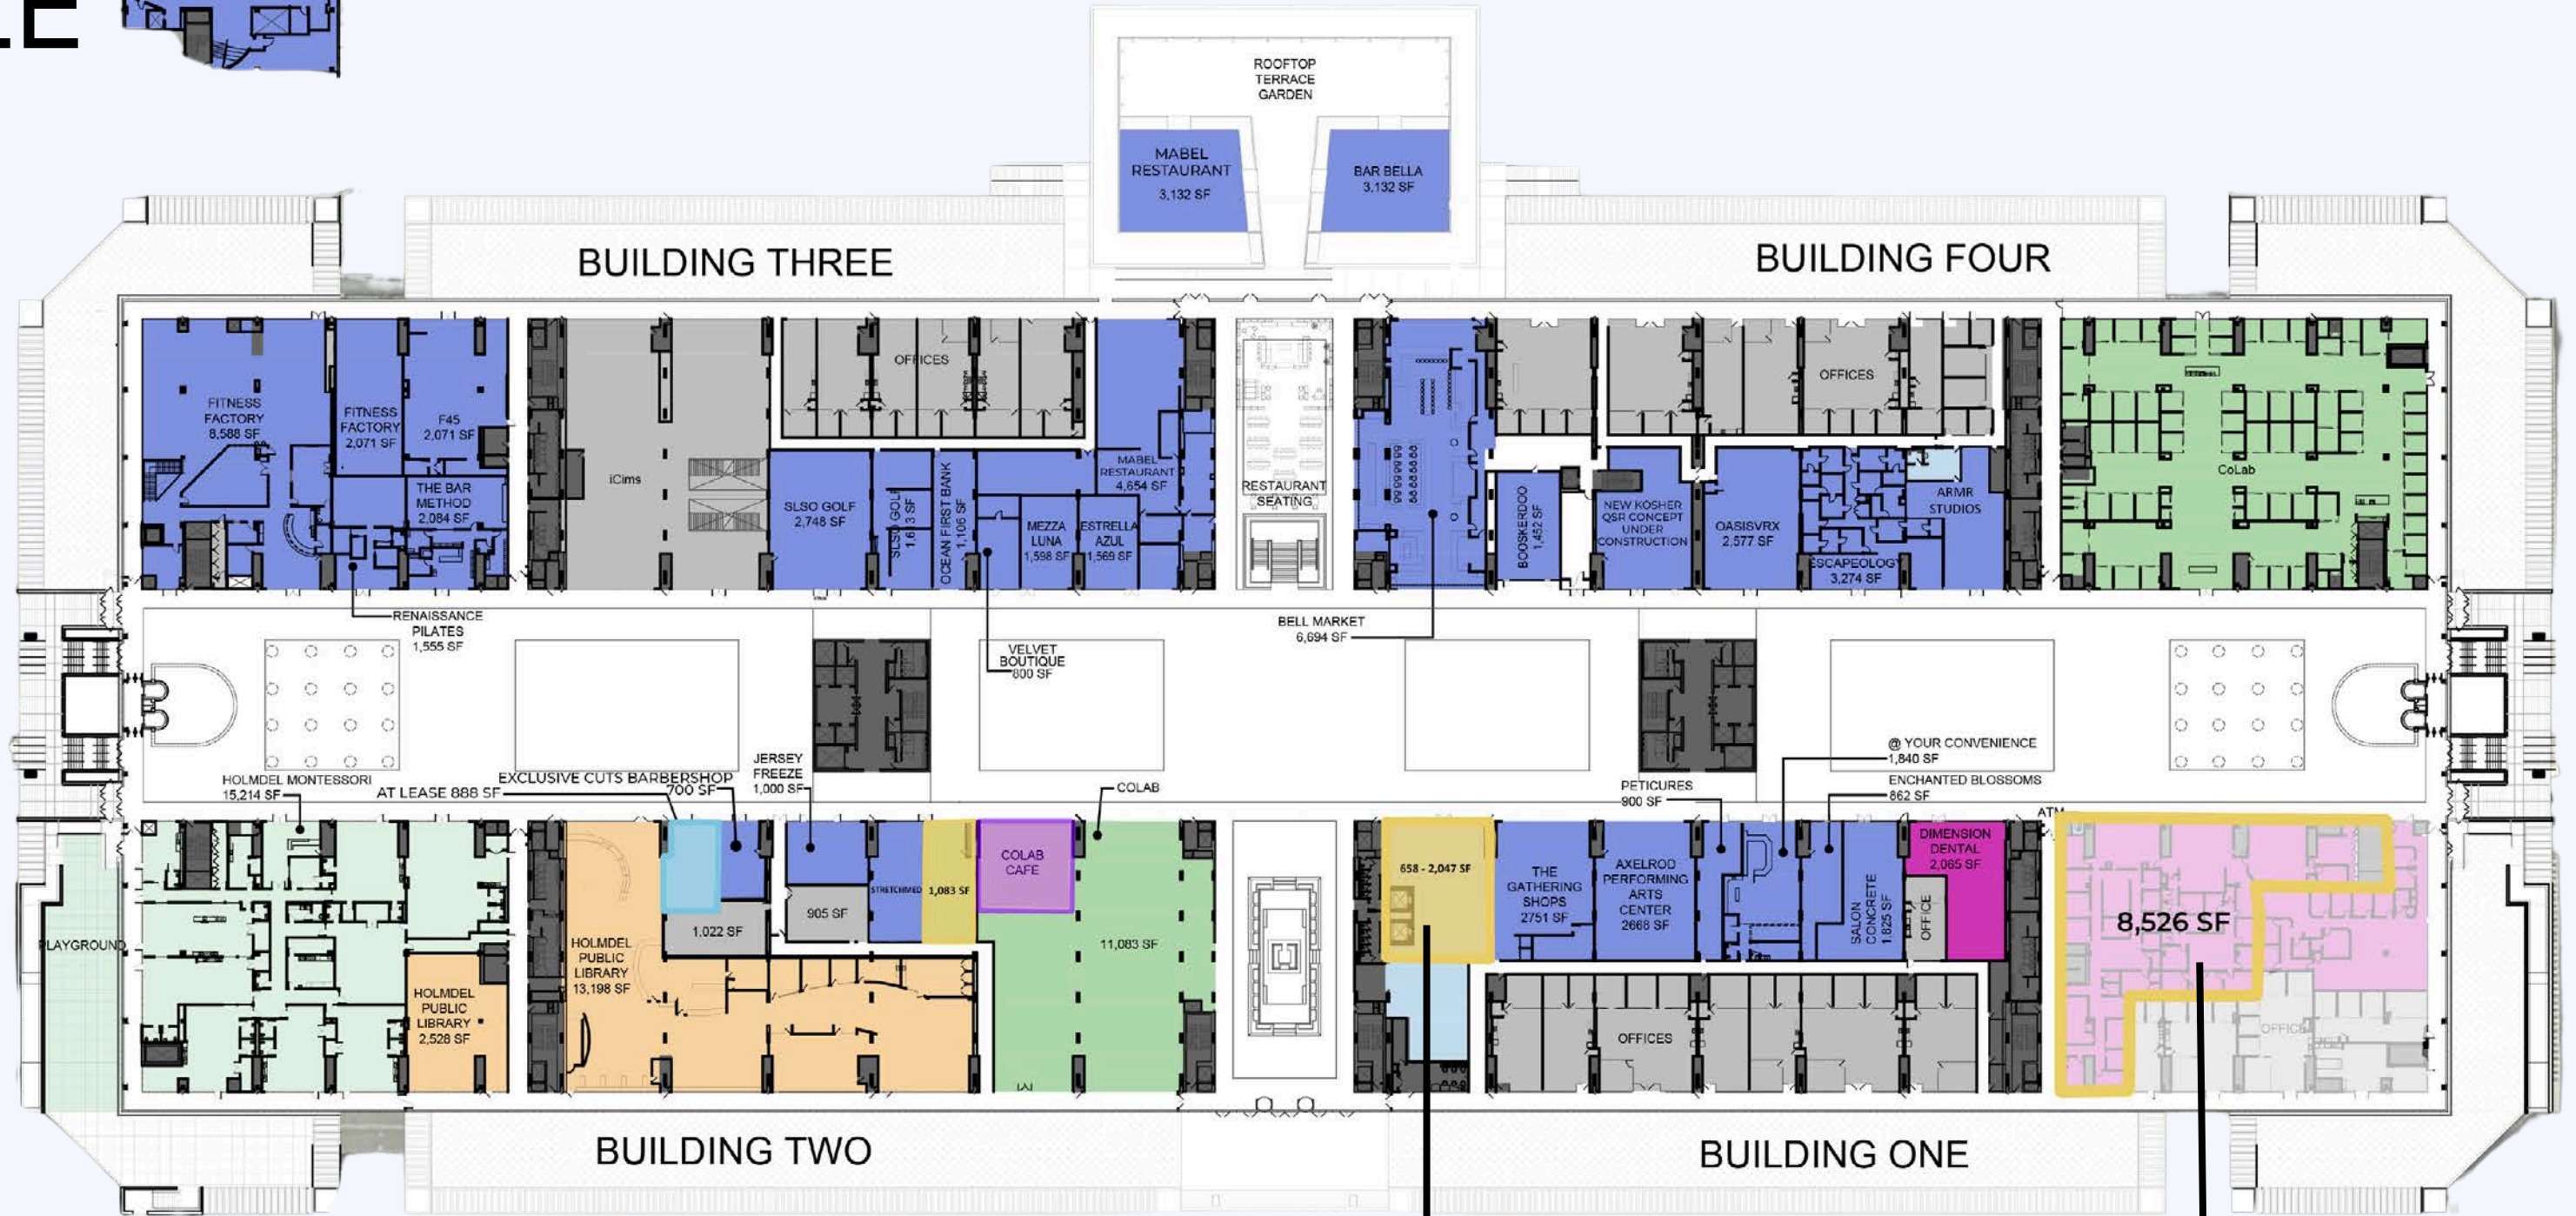 LE
ROOFTOP
TERRACE
GARDEN
MABEL
RESTAURANT
3,132 SF
BAR BELLA
3,132 SF
BUILDING THREE
BUILDING FOUR
FITNESS
FACTORY
8,588 SF
FITNESS
FACTORY
2,071 SF
F45
2,071 SF
THE BAR
METHOD
2,084 SF
iCims
OFFICES
SLSO GOLF
2,748 SF
SLSO GOLF
1,613 SF
OCEAN FIRST BANK
1,106 SF
MEZZA
LUNA
1,598 SF
ESTRELLA
AZUL
1,569 SF
MABEL
RESTAURANT
4,654 SF
RESTAURANT
SEATING
BOOSKERDOO
1,452 SF
NEW KOSHER
QSR CONCEPT
UNDER
CONSTRUCTION
OASISVRX
2,577 SF
OFFICES
ESCAPEOLOGY
3,274 SF
ARMR
STUDIOS
CoLab
RENAISSANCE
PILATES
1,555 SF
VELVET
BOUTIQUE
800 SF
BELL MARKET
6,694 SF
HOLMDEL MONTESSORI
15,214 SF
AT LEASE 888 SF
EXCLUSIVE CUTS BARBERSHOP
700 SF
JERSEY
FREEZE
1,000 SF
COLAB
PETICURES
900 SF
@ YOUR CONVENIENCE
1,840 SF
ENCHANTED BLOSSOMS
862 SF
ATM
PLAYGROUND
HOLMDEL
PUBLIC
LIBRARY
2,528 SF
HOLMDEL
PUBLIC
LIBRARY
13,198 SF
1,022 SF
905 SF
STRETCHMED
1,083 SF
COLAB
CAFE
11,083 SF
658 - 2,047 SF
THE
GATHERING
SHOPS
2751 SF
AXELROD
PERFORMING
ARTS
CENTER
2668 SF
SALON
CONCRETE
1,825 SF
DIMENSION
DENTAL
2,065 SF
OFFICE
OFFICES
8,526 SF
OFFICE
BUILDING TWO
BUILDING ONE